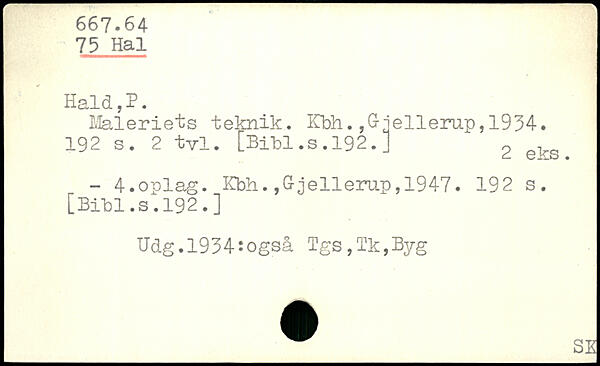 667.64
75 Hal
Hald,P.
Maleriets teknik. Kbh.,Gjellerup,1934.
192 s. 2 tvl. [Bibl.s.192.]
2 eks.
- 4.oplag. Kbh.,Gjellerup,1947. 192 s.
[Bibl.s.192.]
Udg.1934:også Tgs,Tk,Byg
SK